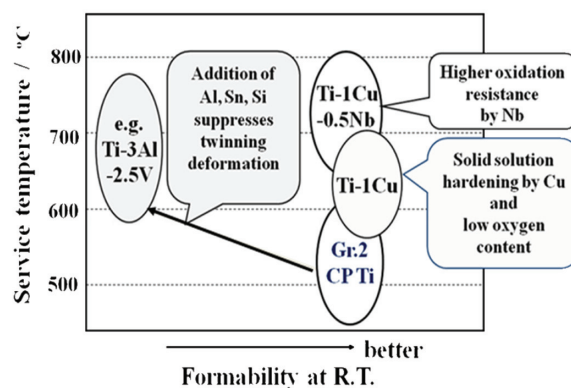 Service temperature / °C
800
700
600
500
e.g.
Ti-3Al
-2.5V
Addition of
Al, Sn, Si
suppresses
twinning
deformation
Ti-1Cu
-0.5Nb
Higher oxidation
resistance
by Nb
Ti-1Cu
Solid solution
hardening by Cu
and
low oxygen
content
Gr.2
CP Ti
better
Formability at R.T.